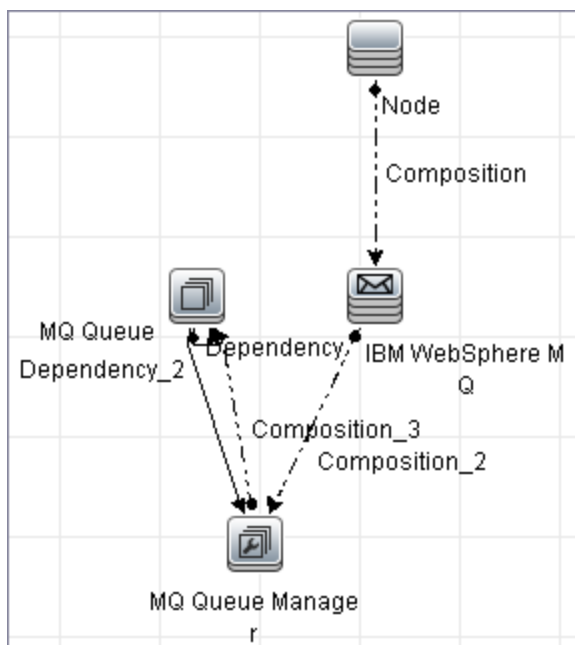 Node
Composition
MQ Queue
Dependency
IBM WebSphere M
Q
Dependency_2
Composition_3
Composition_2
MQ Queue Manage
r